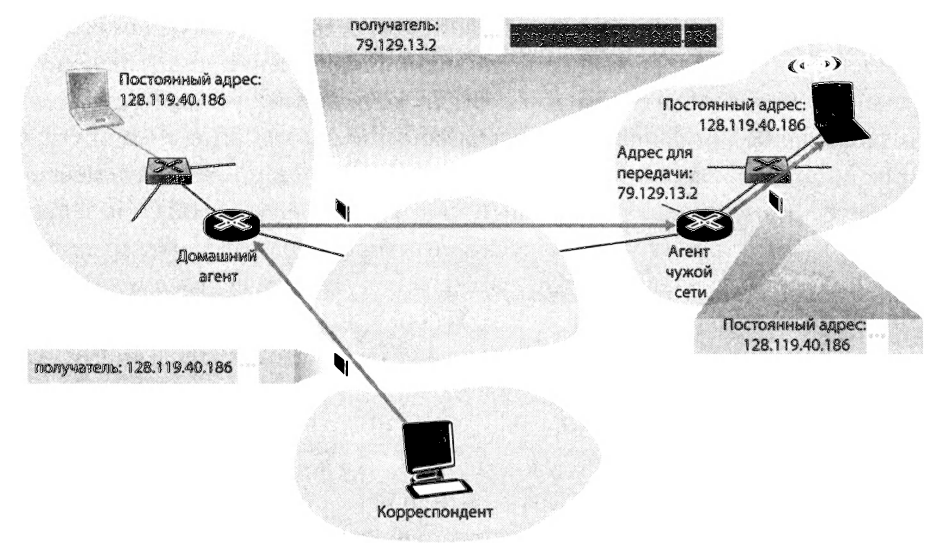 получатель:
79.129.13.2
получатель: 128.119.40.186
Постоянный адрес:
128.119.40.186
Постоянный адрес:
128.119.40.186
Адрес для
передачи:
79.129.13.2
Домашний
агент
Агент
чужой
сети
Постоянный адрес:
128.119.40.186
получатель: 128.119.40.186
Корреспондент